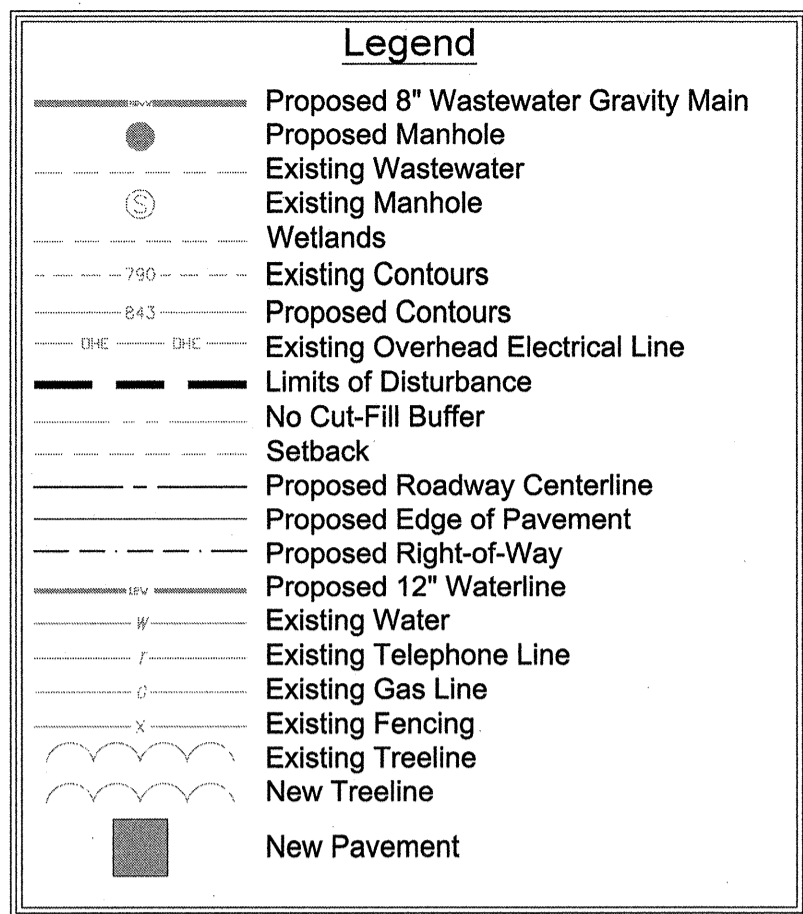 Legend
Proposed 8" Wastewater Gravity Main
Proposed Manhole
Existing Wastewater
S Existing Manhole
Wetlands
790 Existing Contours
843 Proposed Contours
OHE OHE Existing Overhead Electrical Line
Limits of Disturbance
No Cut-Fill Buffer
Setback
Proposed Roadway Centerline
Proposed Edge of Pavement
Proposed Right-of-Way
12W Proposed 12" Waterline
W Existing Water
T Existing Telephone Line
G Existing Gas Line
X Existing Fencing
Existing Treeline
New Treeline
New Pavement